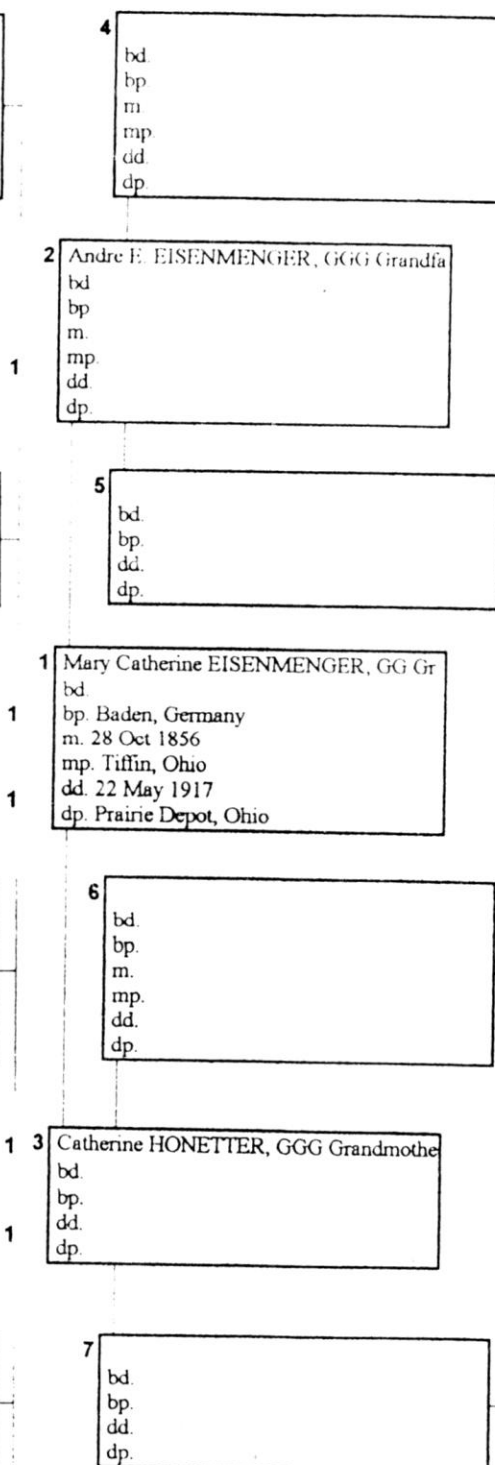 4
bd.
bp
m
mp.
dd.
dp.
2 Andre E. EISENMENGER, GGG Grandfa
bd
bp
m.
mp.
dd.
dp.
1
5
bd.
bp.
dd.
dp.
1 Mary Catherine EISENMENGER, GG Gr
bd.
1 bp. Baden, Germany
m. 28 Oct 1856
mp. Tiffin, Ohio
1 dd. 22 May 1917
dp. Prairie Depot, Ohio
6
bd.
bp.
m.
mp.
dd.
dp.
1 3 Catherine HONETTER, GGG Grandmothe
bd.
bp.
1 dd.
dp.
7
bd.
bp.
dd.
dp.